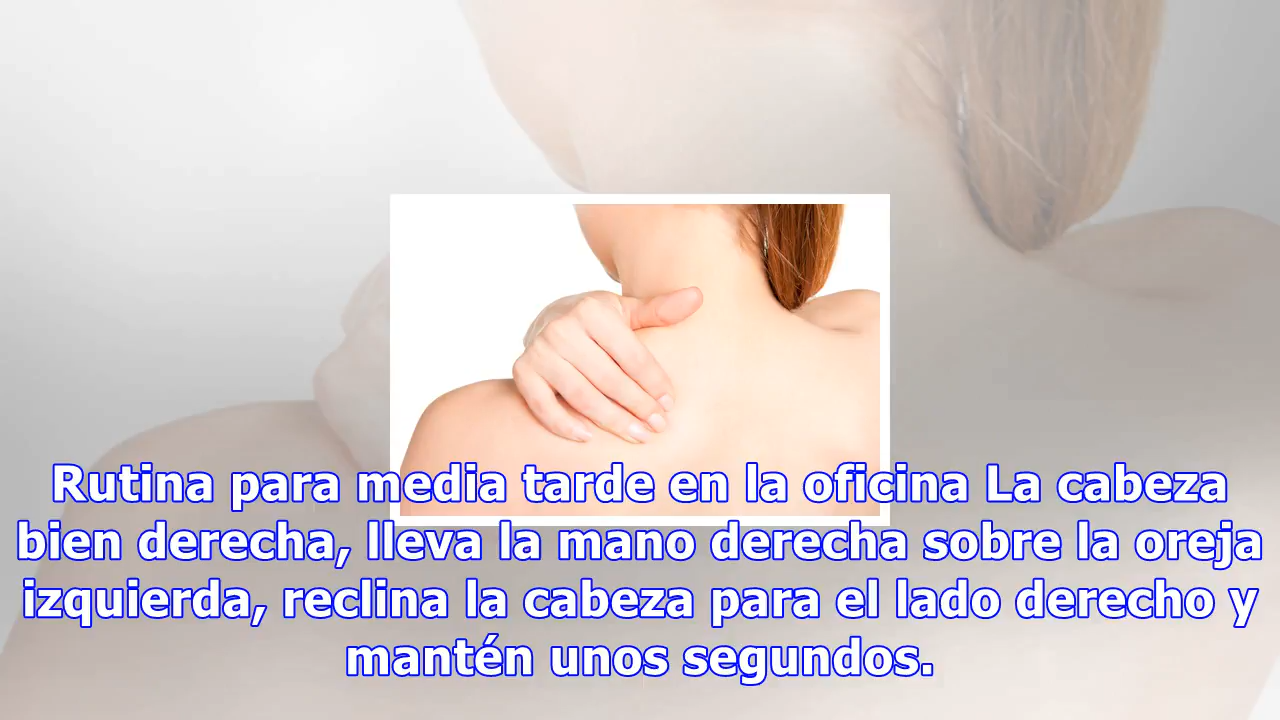 Rutina para media tarde en la oficina La cabeza
bien derecha, lleva la mano derecha sobre la oreja
izquierda, reclina la cabeza para el lado derecho y
mantén unos segundos.